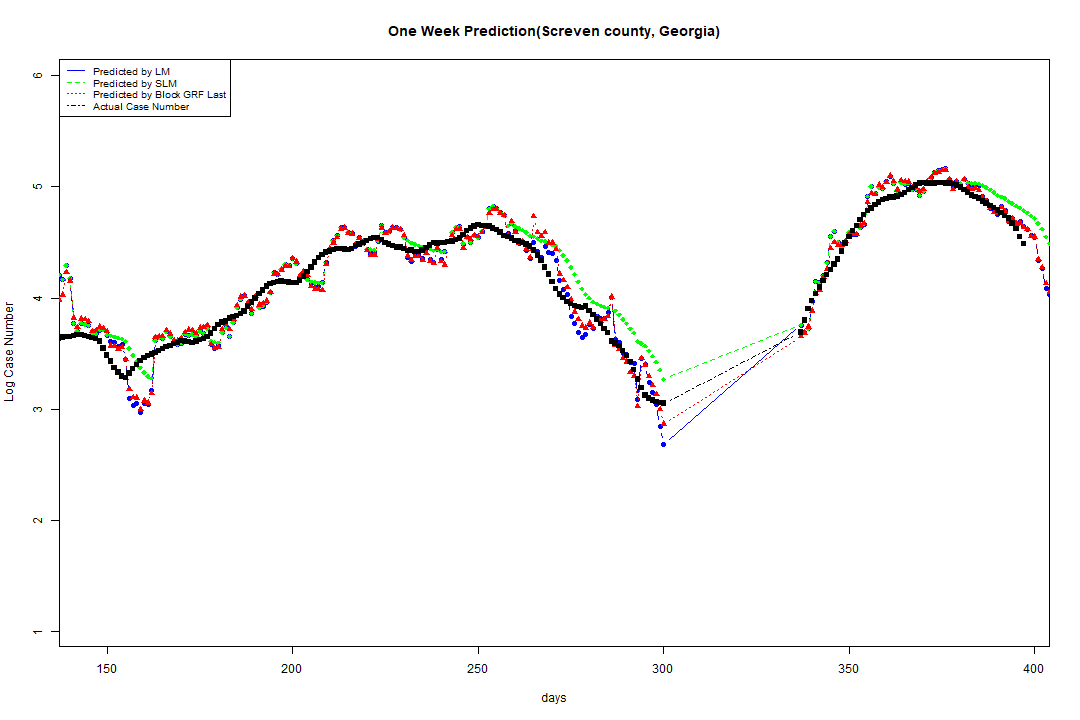 One Week Prediction(Screven county, Georgia)
Predicted by LM
Predicted by SLM
Predicted by Block GRF Last
Actual Case Number
6
5
4
3
2
1
Log Case Number
150 200 250 300 350 400
days